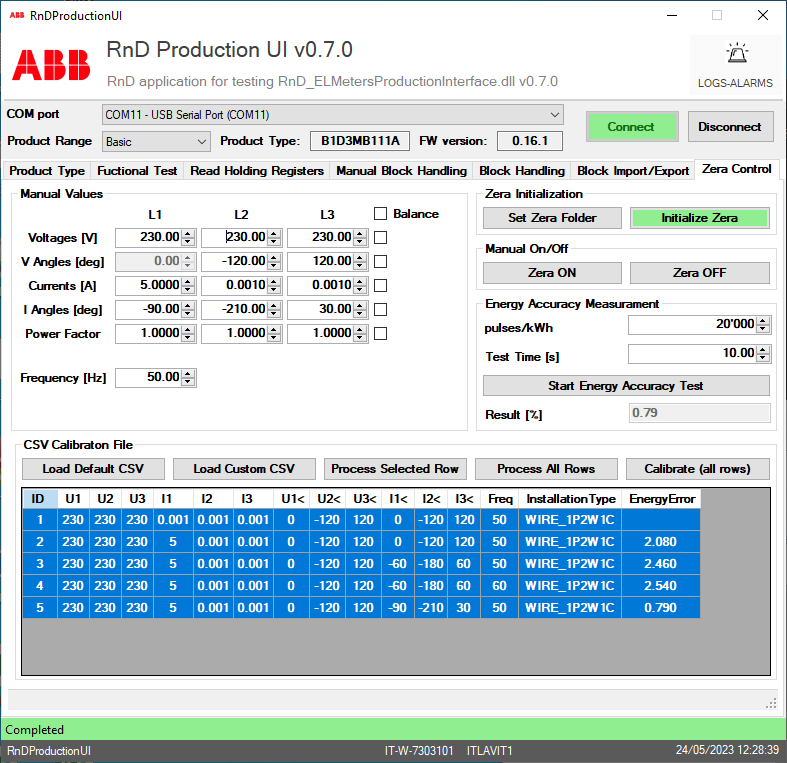 ABB RnDProductionUI
ABB
RnD Production UI v0.7.0
RnD application for testing RnD_ELMetersProductionInterface.dll v0.7.0
LOGS-ALARMS
COM port COM11 - USB Serial Port (COM11)
Connect Disconnect
Product Range Basic Product Type: B1D3MB111A FW version: 0.16.1
Product Type Fuctional Test Read Holding Registers Manual Block Handling Block Handling Block Import/Export Zera Control
Manual Values
L1 L2 L3 Balance
Voltages [V] 230.00 230.00 230.00
V Angles [deg] 0.00 -120.00 120.00
Currents [A] 5.0000 0.0010 0.0010
I Angles [deg] -90.00 -210.00 30.00
Power Factor 1.0000 1.0000 1.0000
Frequency [Hz] 50.00
Zera Initialization
Set Zera Folder Initialize Zera
Manual On/Off
Zera ON Zera OFF
Energy Accuracy Measurament
pulses/kWh 20'000
Test Time [s] 10.00
Start Energy Accuracy Test
Result [%] 0.79
CSV Calibraton File
Load Default CSV Load Custom CSV Process Selected Row Process All Rows Calibrate (all rows)
ID U1 U2 U3 I1 I2 I3 U1< U2< U3< I1< I2< I3< Freq InstallationType EnergyError
1 230 230 230 0.001 0.001 0.001 0 -120 120 0 -120 120 50 WIRE_1P2W1C
2 230 230 230 5 0.001 0.001 0 -120 120 0 -120 120 50 WIRE_1P2W1C 2.080
3 230 230 230 5 0.001 0.001 0 -120 120 -60 -180 60 50 WIRE_1P2W1C 2.460
4 230 230 230 5 0.001 0.001 0 -120 120 -60 -180 60 60 WIRE_1P2W1C 2.540
5 230 230 230 5 0.001 0.001 0 -120 120 -90 -210 30 50 WIRE_1P2W1C 0.790
Completed
RnDProductionUI IT-W-7303101 ITLAVIT1 24/05/2023 12:28:39